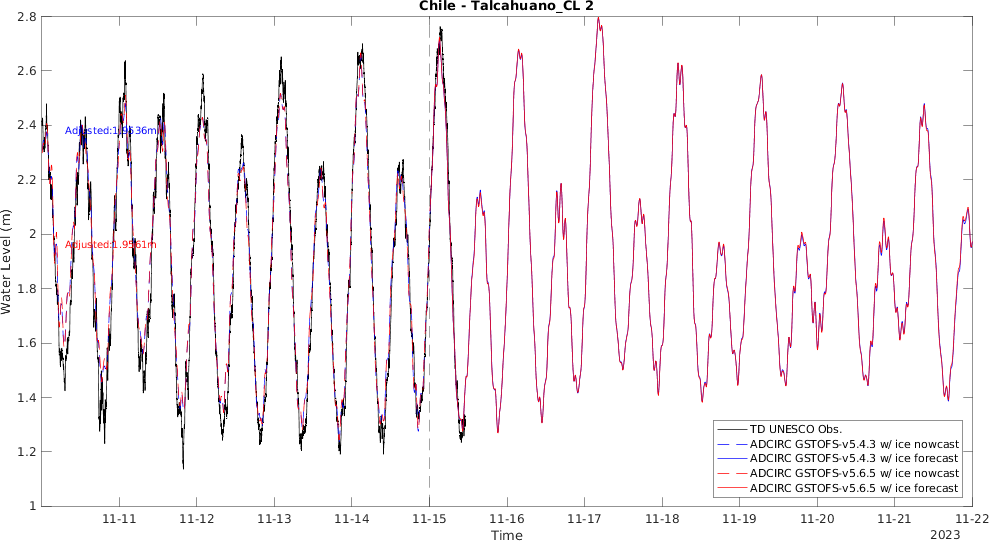 Chile - Talcahuano_CL 2
2.8
2.6
2.4
2.2
2
1.8
1.6
1.4
1.2
1
Water Level (m)
Adjusted:1.9536m
Adjusted:1.9561m
TD UNESCO Obs.
ADCIRC GSTOFS-v5.4.3 w/ ice nowcast
ADCIRC GSTOFS-v5.4.3 w/ ice forecast
ADCIRC GSTOFS-v5.6.5 w/ ice nowcast
ADCIRC GSTOFS-v5.6.5 w/ ice forecast
11-11 11-12 11-13 11-14 11-15 11-16 11-17 11-18 11-19 11-20 11-21 11-22
Time
2023